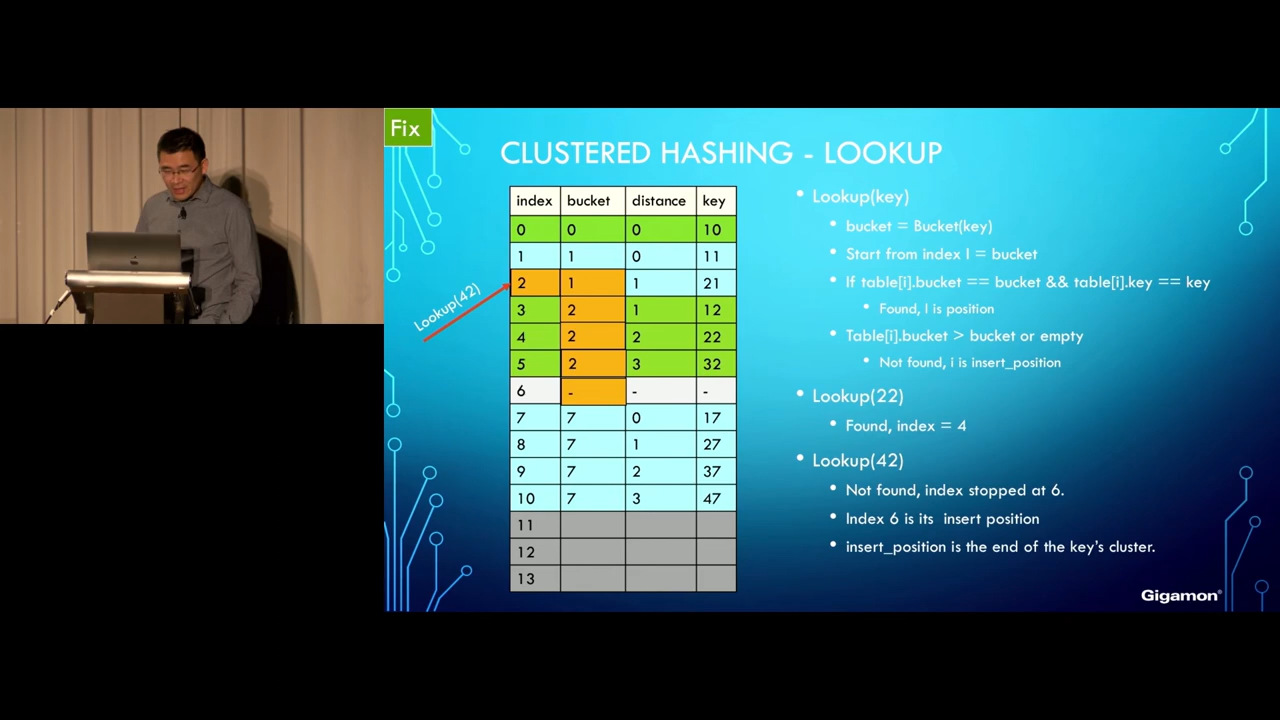 Fix
CLUSTERED HASHING - LOOKUP
index bucket distance key
0 0 0 10
1 1 0 11
2 1 1 21
3 2 1 12
4 2 2 22
5 2 3 32
6 - - -
7 7 0 17
8 7 1 27
9 7 2 37
10 7 3 47
11
12
13
Lookup(42)
• Lookup(key)
• bucket = Bucket(key)
• Start from index I = bucket
• If table[i].bucket == bucket && table[i].key == key
• Found, I is position
• Table[i].bucket > bucket or empty
• Not found, i is insert_position
• Lookup(22)
• Found, index = 4
• Lookup(42)
• Not found, index stopped at 6.
• Index 6 is its insert position
• insert_position is the end of the key's cluster.
Gigamon®